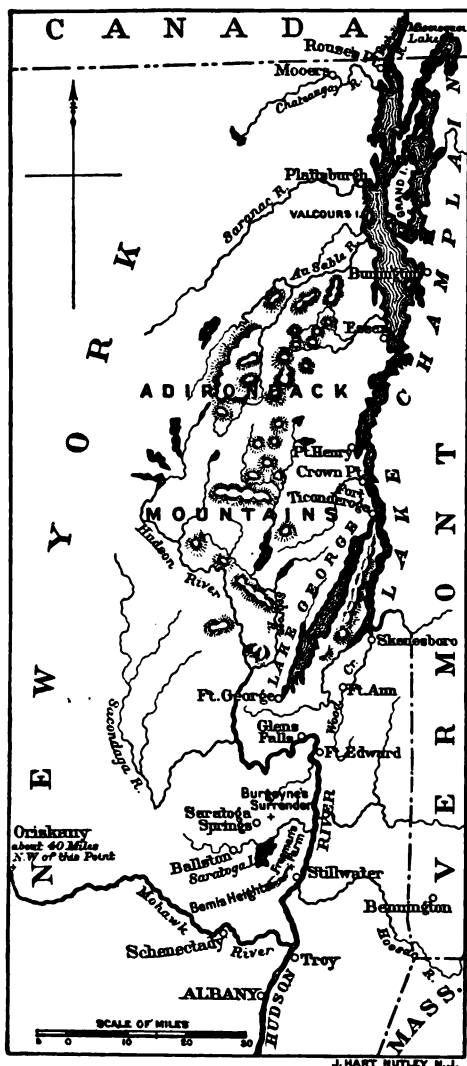 CANADA
Rouse's
Mooers
Chateaugay R.
Plattsburgh
GRAND I.
VALCOURS I.
Saranac R.
Au Sable R.
Burlington
Essex
LAKE CHAMPLAIN
NEW YORK
ADIRONDACK
MOUNTAINS
Pt. Henry
Crown Pt.
Fort
Ticonderoga
Hudson
River
LAKE GEORGE
VERMONT
Skenesboro
Ft. George
Ft. Ann
Wood Cr.
Glens
Falls
Ft. Edward
Sacondaga R.
Burgoyne's
Surrender
Saratoga
Springs
Oriskany
about 40 Miles
N.W of this Point
Ballston
Saratoga L.
Freeman's
Farm
Bemis Heights
Stillwater
Bennington
Hoosac R.
Mohawk
River
Schenectady
Troy
ALBANY
HUDSON RIVER
MASS.
SCALE OF MILES
5 0 10 20 30
J. HART NUTLEY N.J.